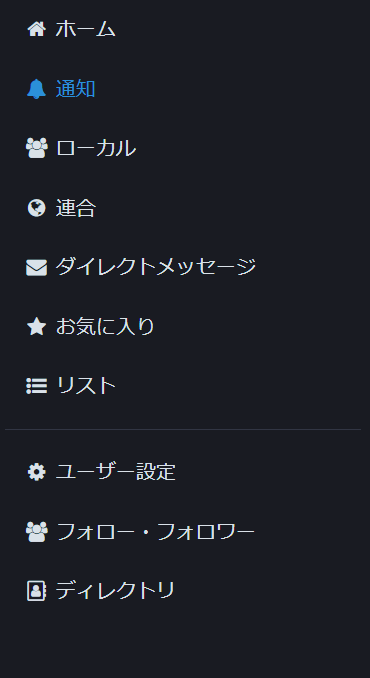 ホーム
通知
ローカル
連合
ダイレクトメッセージ
お気に入り
リスト
ユーザー設定
フォロー・フォロワー
ディレクトリ